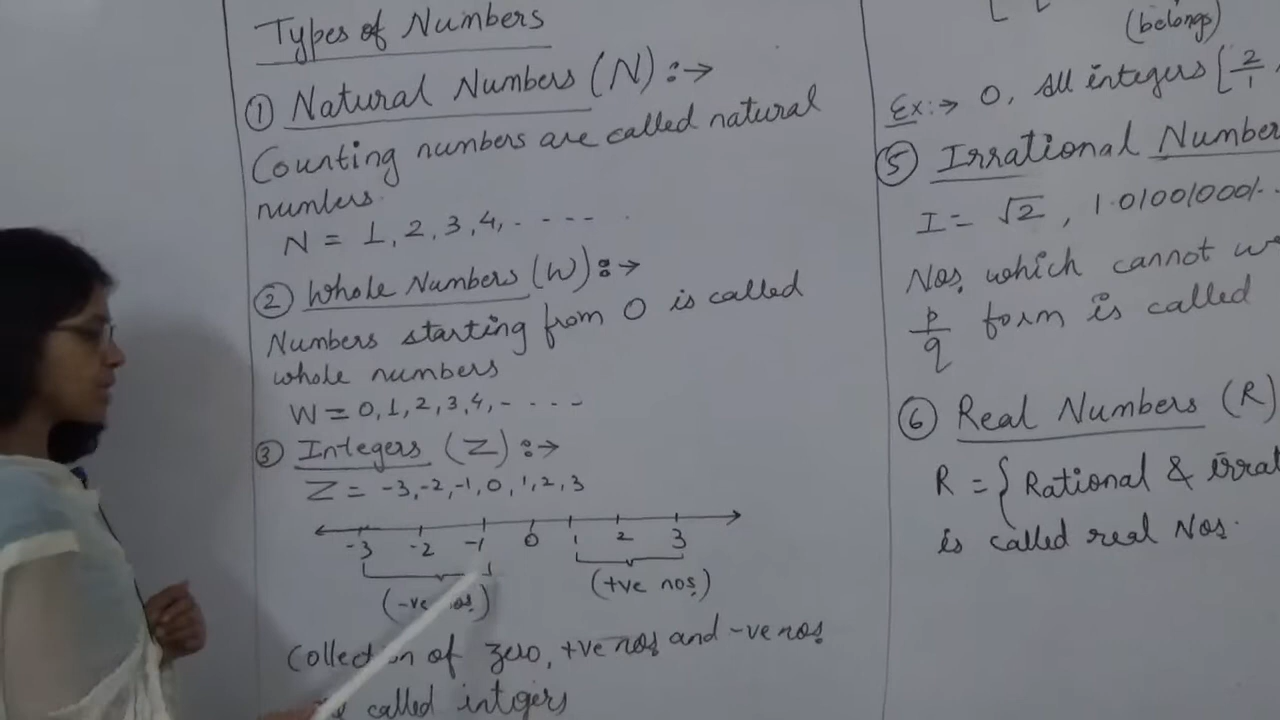 Types of Numbers
① Natural Numbers (N) :→
Counting numbers are called natural
numbers.
N = 1, 2, 3, 4, - - - -
② Whole Numbers (W) :→
Numbers starting from 0 is called
whole numbers
W = 0, 1, 2, 3, 4, - - - -
③ Integers (Z) :→
Z = -3, -2, -1, 0, 1, 2, 3
-3 -2 -1 0 1 2 3
(-ve nos) (+ve nos)
Collection of zero, +ve nos and -ve nos
called intgers
(belongs)
Ex:→ 0, All integers [2/1,
⑤ Irrational Number
I = √2, 1.010010001..
Nos. which cannot
p/q form is called
⑥ Real Numbers (R)
R = { Rational & irrat
is called real Nos.